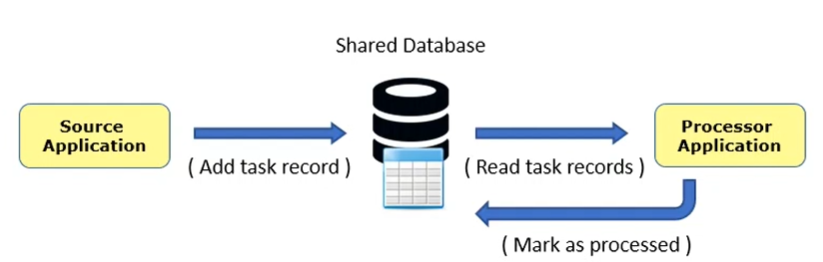 Shared Database
Source
Application
( Add task record )
( Read task records )
Processor
Application
( Mark as processed )